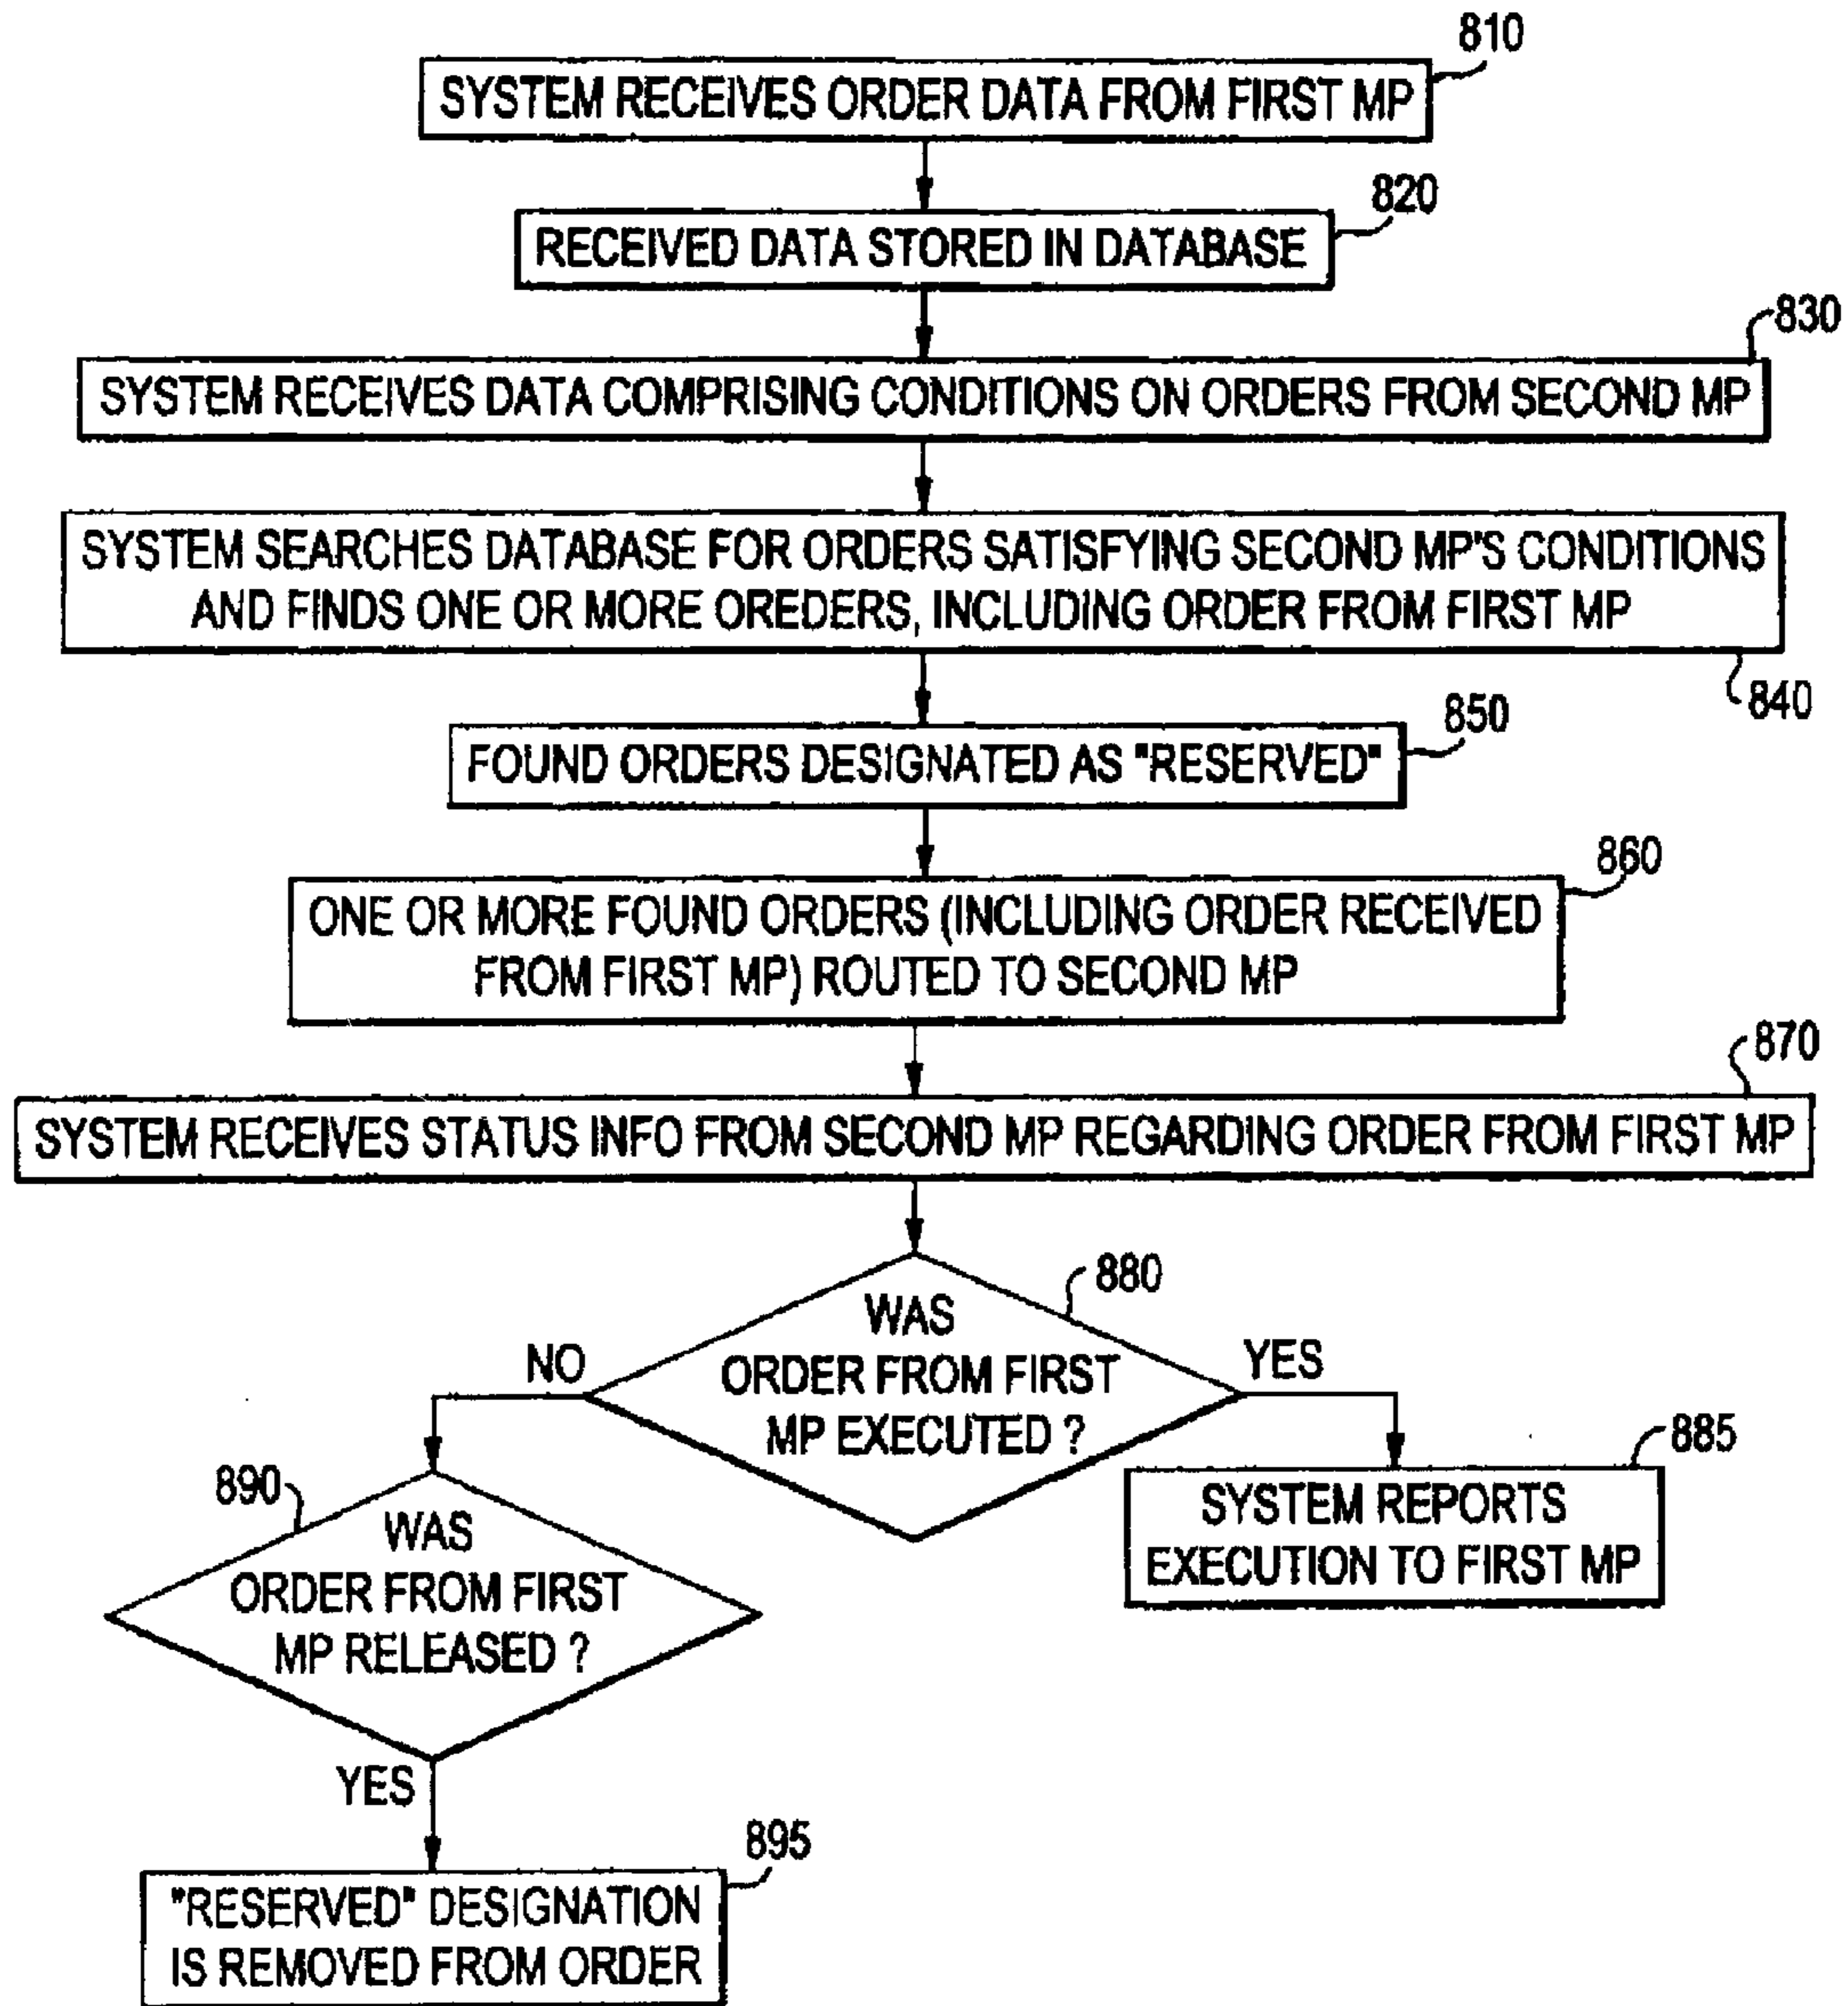 810
SYSTEM RECEIVES ORDER DATA FROM FIRST MP
820
RECEIVED DATA STORED IN DATABASE
830
SYSTEM RECEIVES DATA COMPRISING CONDITIONS ON ORDERS FROM SECOND MP
SYSTEM SEARCHES DATABASE FOR ORDERS SATISFYING SECOND MP'S CONDITIONS
AND FINDS ONE OR MORE OREDERS, INCLUDING ORDER FROM FIRST MP
840
850
FOUND ORDERS DESIGNATED AS "RESERVED"
860
ONE OR MORE FOUND ORDERS (INCLUDING ORDER RECEIVED
FROM FIRST MP) ROUTED TO SECOND MP
870
SYSTEM RECEIVES STATUS INFO FROM SECOND MP REGARDING ORDER FROM FIRST MP
880
WAS
ORDER FROM FIRST
MP EXECUTED ?
NO
YES
885
SYSTEM REPORTS
EXECUTION TO FIRST MP
890
WAS
ORDER FROM FIRST
MP RELEASED ?
YES
895
"RESERVED" DESIGNATION
IS REMOVED FROM ORDER